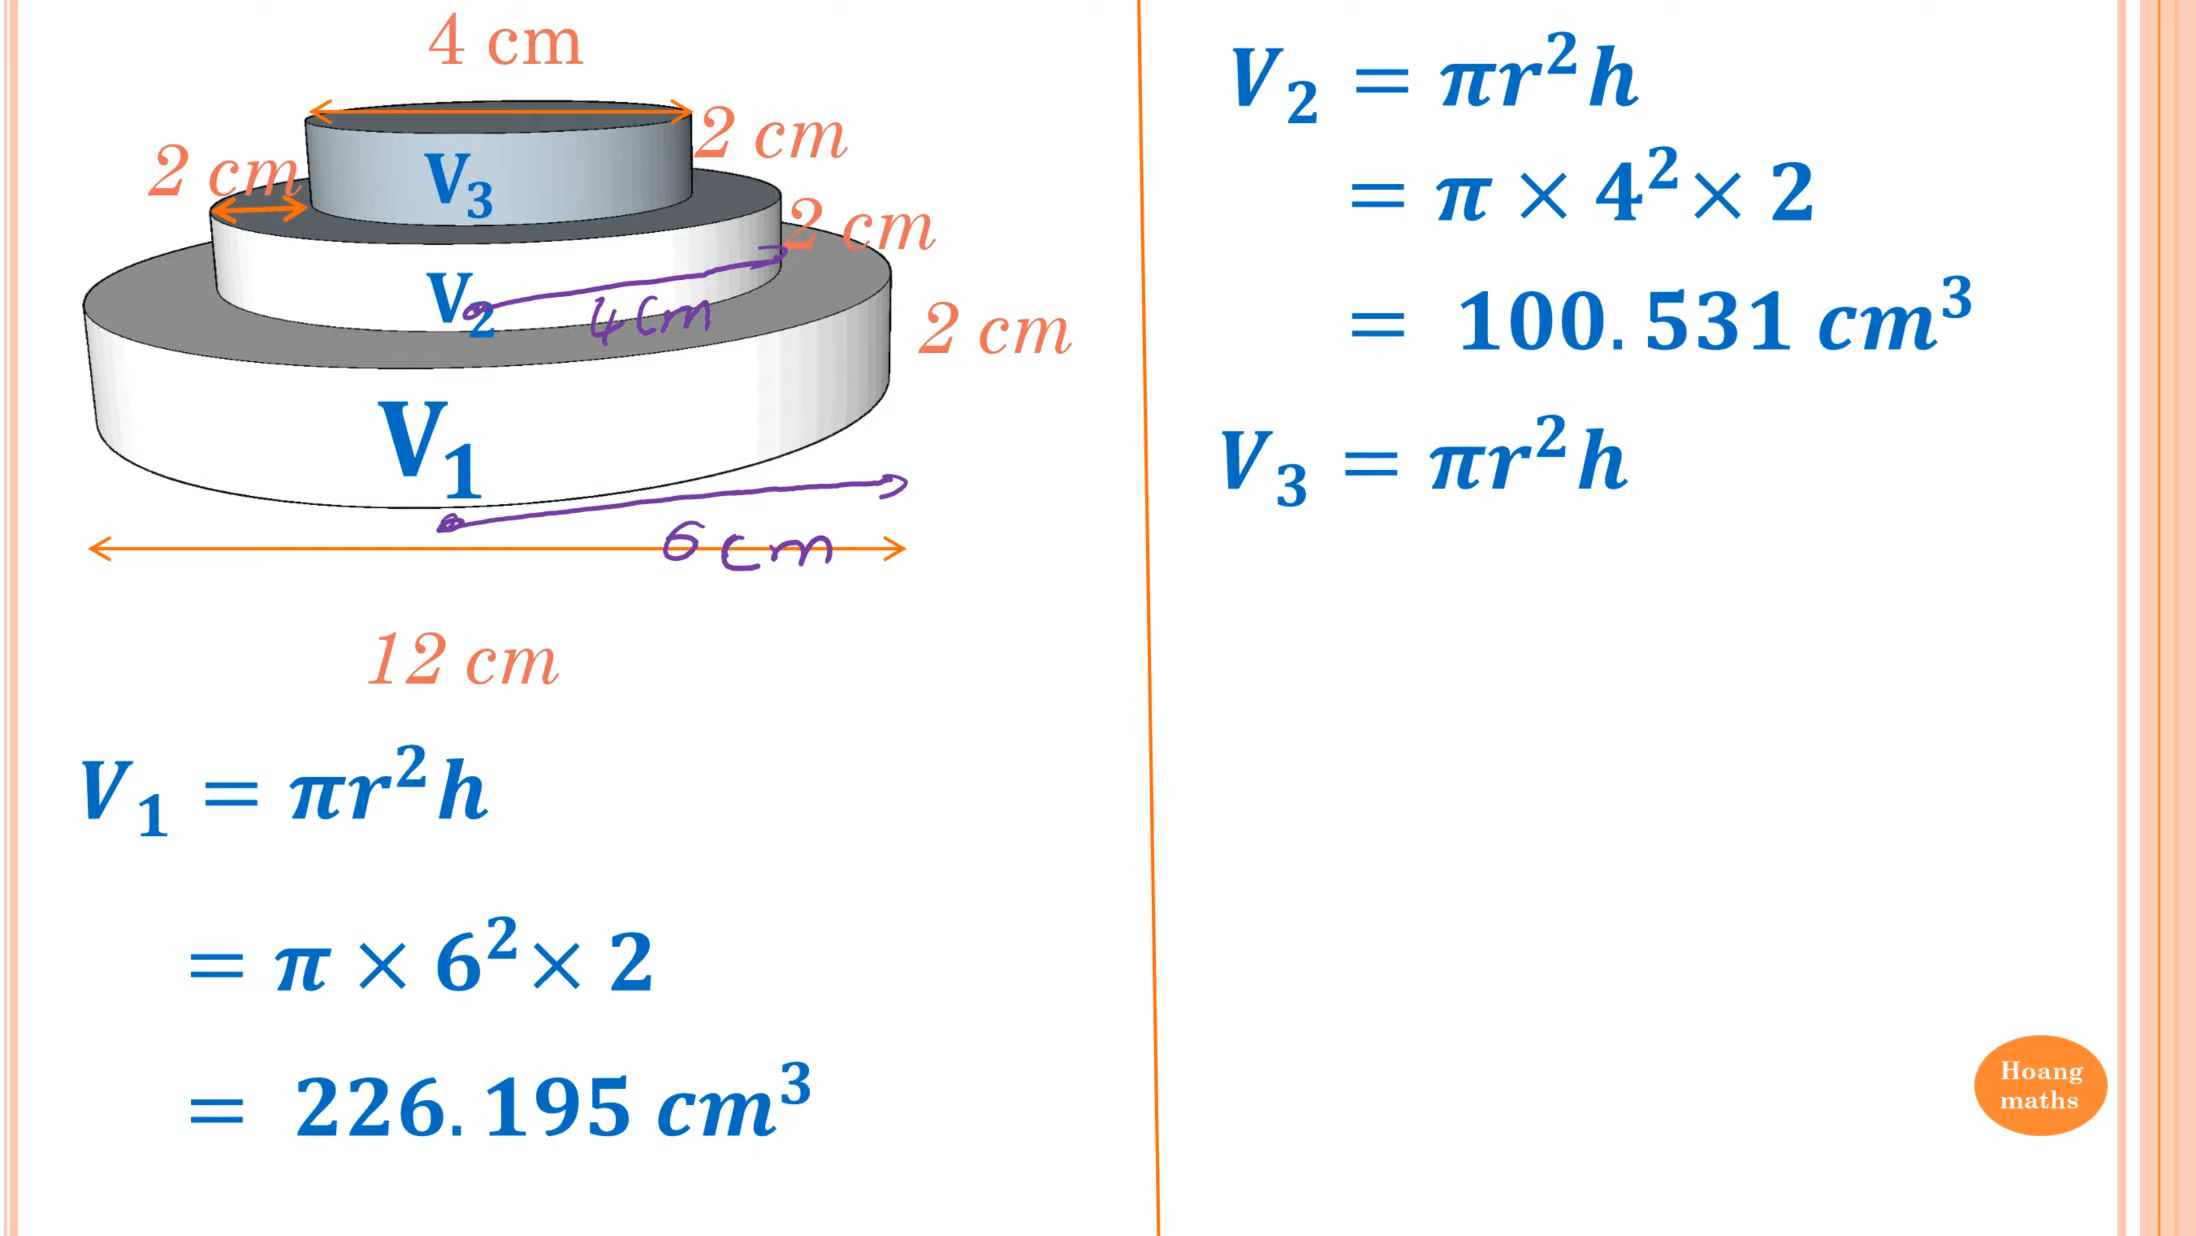 4 cm
2 cm
2 cm
V₃
2 cm
V₂
4cm
2 cm
V₁
6cm
12 cm
V₁ = πr²h
= π × 6² × 2
= 226.195 cm³
V₂ = πr²h
= π × 4² × 2
= 100.531 cm³
V₃ = πr²h
Hoang
maths